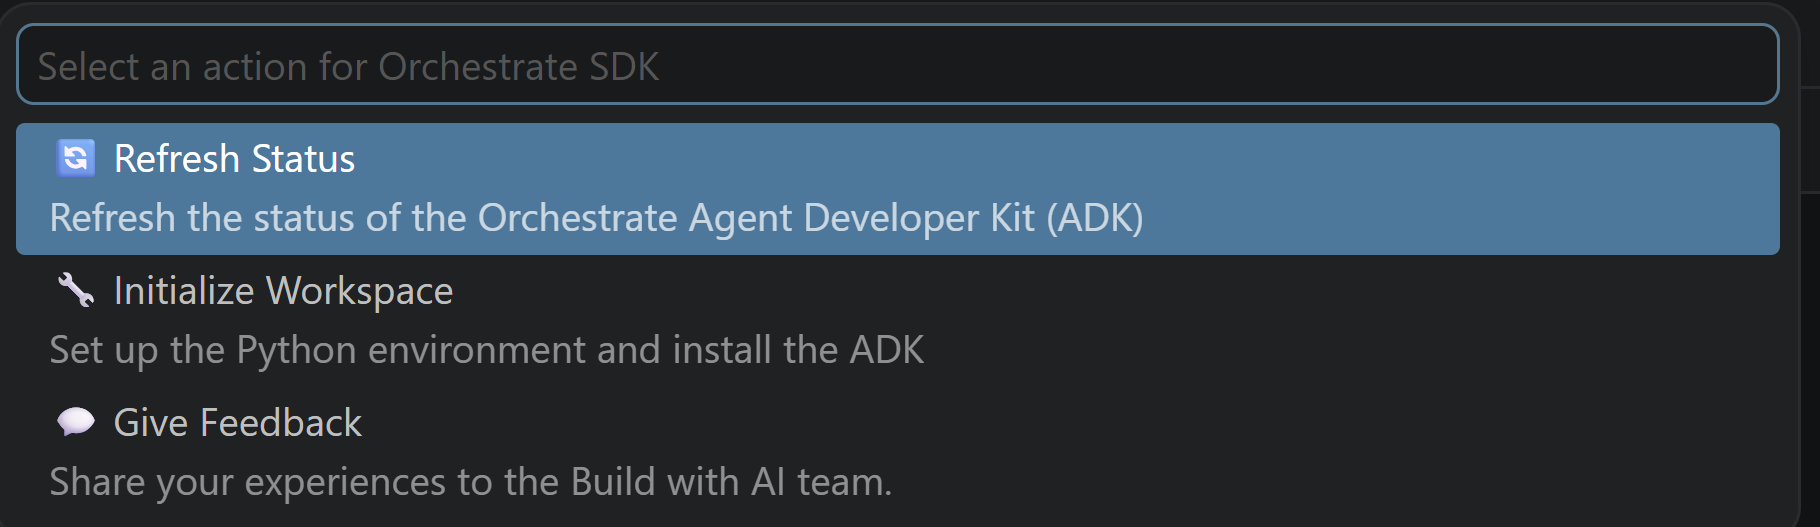 Select an action for Orchestrate SDK
Refresh Status
Refresh the status of the Orchestrate Agent Developer Kit (ADK)
Initialize Workspace
Set up the Python environment and install the ADK
Give Feedback
Share your experiences to the Build with AI team.